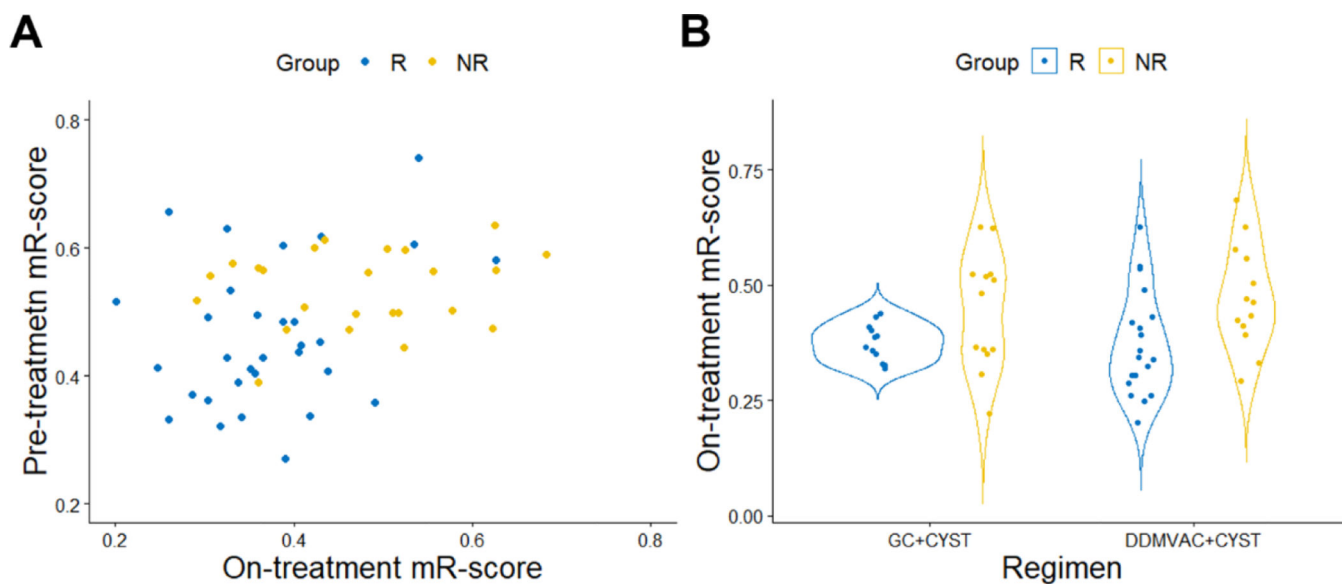 A
Group R NR
Pre-treatmetn mR-score
0.8
0.6
0.4
0.2
0.2 0.4 0.6 0.8
On-treatment mR-score
B
Group R NR
On-treatment mR-score
0.75
0.50
0.25
0.00
GC+CYST DDMVAC+CYST
Regimen